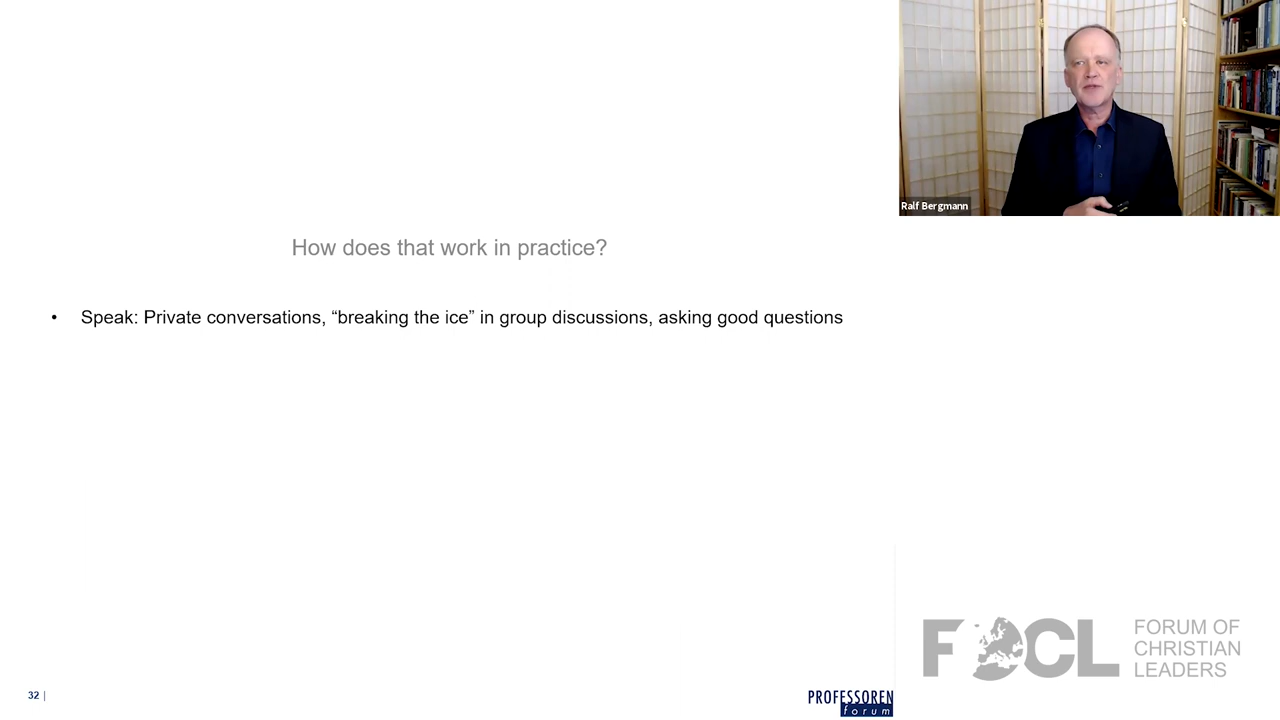 Ralf Bergmann
How does that work in practice?
• Speak: Private conversations, “breaking the ice” in group discussions, asking good questions
FOCL
FORUM OF
CHRISTIAN
LEADERS
32 |
PROFESSOREN
forum